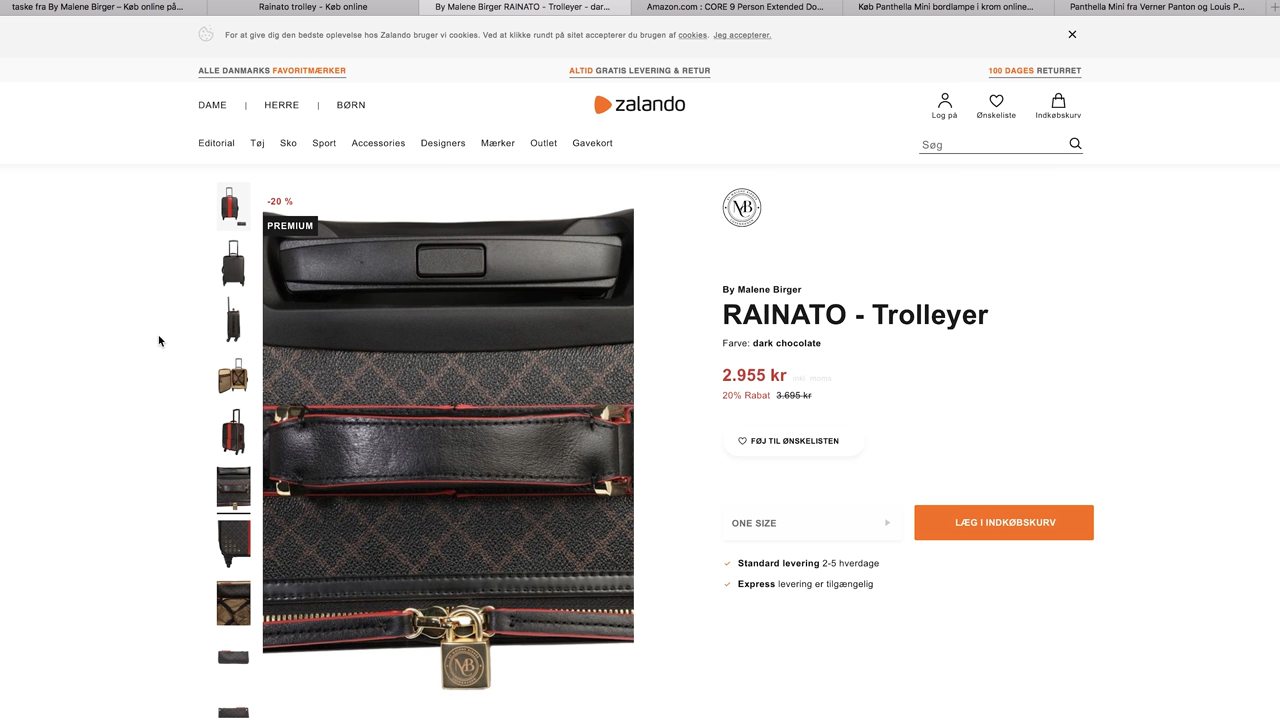 taske fra By Malene Birger – Køb online på...
Rainato trolley - Køb online
By Malene Birger RAINATO - Trolleyer - dar...
Amazon.com : CORE 9 Person Extended Do...
Køb Panthella Mini bordlampe i krom online...
Panthella Mini fra Verner Panton og Louis P...
For at give dig den bedste oplevelse hos Zalando bruger vi cookies. Ved at klikke rundt på sitet accepterer du brugen af cookies. Jeg accepterer.
ALLE DANMARKS FAVORITMÆRKER
ALTID GRATIS LEVERING & RETUR
100 DAGES RETURRET
DAME | HERRE | BØRN
zalando
Log på
Ønskeliste
Indkøbskurv
Editorial Tøj Sko Sport Accessories Designers Mærker Outlet Gavekort
Søg
-20 %
PREMIUM
MB
By Malene Birger
RAINATO - Trolleyer
Farve: dark chocolate
2.955 kr inkl. moms
20% Rabat 3.695 kr
FØJ TIL ØNSKELISTEN
ONE SIZE
LÆG I INDKØBSKURV
Standard levering 2-5 hverdage
Express levering er tilgængelig
MB